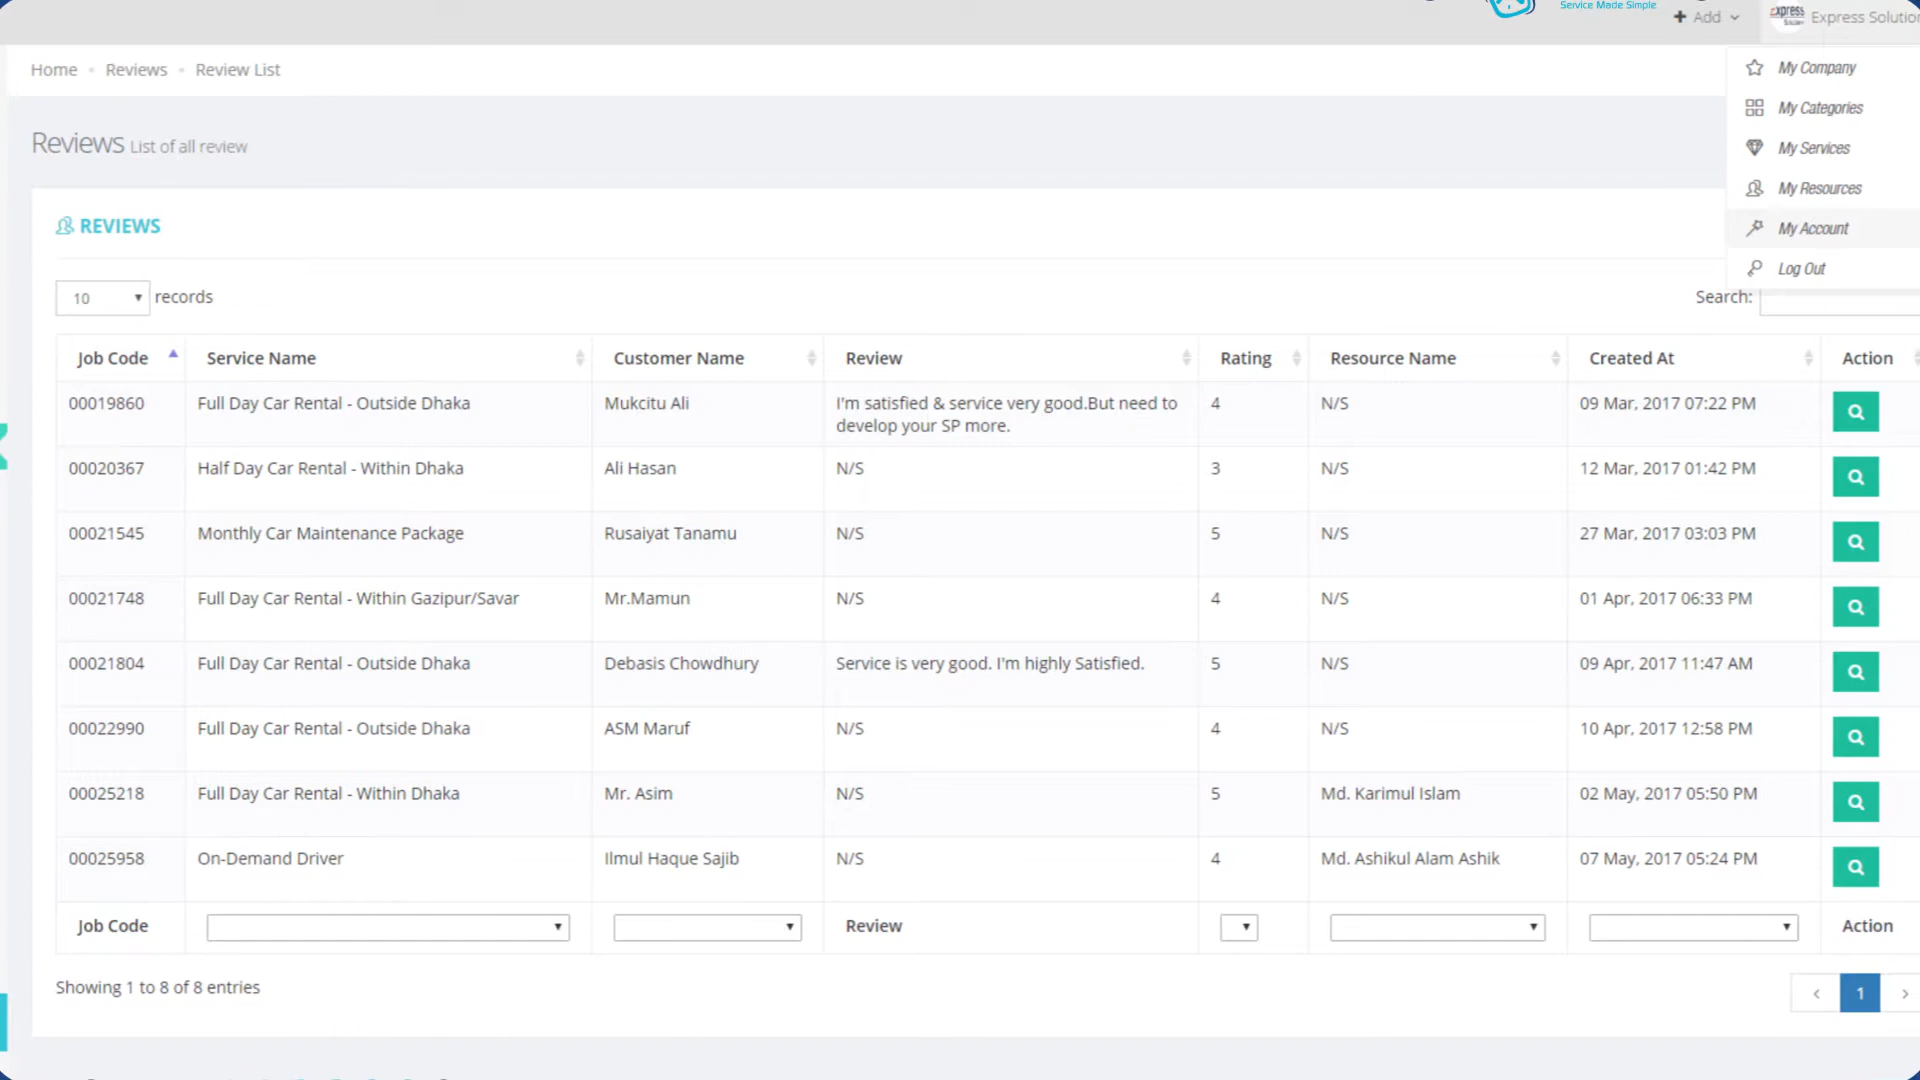 Service Made Simple
Add
express
Express Solution
Home • Reviews • Review List
My Company
My Categories
My Services
My Resources
My Account
Log Out
Reviews List of all review
REVIEWS
10 records
Search:
Job Code Service Name Customer Name Review Rating Resource Name Created At Action
00019860 Full Day Car Rental - Outside Dhaka Mukcitu Ali I'm satisfied & service very good.But need to 4 N/S 09 Mar, 2017 07:22 PM
develop your SP more.
00020367 Half Day Car Rental - Within Dhaka Ali Hasan N/S 3 N/S 12 Mar, 2017 01:42 PM
00021545 Monthly Car Maintenance Package Rusaiyat Tanamu N/S 5 N/S 27 Mar, 2017 03:03 PM
00021748 Full Day Car Rental - Within Gazipur/Savar Mr.Mamun N/S 4 N/S 01 Apr, 2017 06:33 PM
00021804 Full Day Car Rental - Outside Dhaka Debasis Chowdhury Service is very good. I'm highly Satisfied. 5 N/S 09 Apr, 2017 11:47 AM
00022990 Full Day Car Rental - Outside Dhaka ASM Maruf N/S 4 N/S 10 Apr, 2017 12:58 PM
00025218 Full Day Car Rental - Within Dhaka Mr. Asim N/S 5 Md. Karimul Islam 02 May, 2017 05:50 PM
00025958 On-Demand Driver Ilmul Haque Sajib N/S 4 Md. Ashikul Alam Ashik 07 May, 2017 05:24 PM
Job Code Review Action
Showing 1 to 8 of 8 entries
1